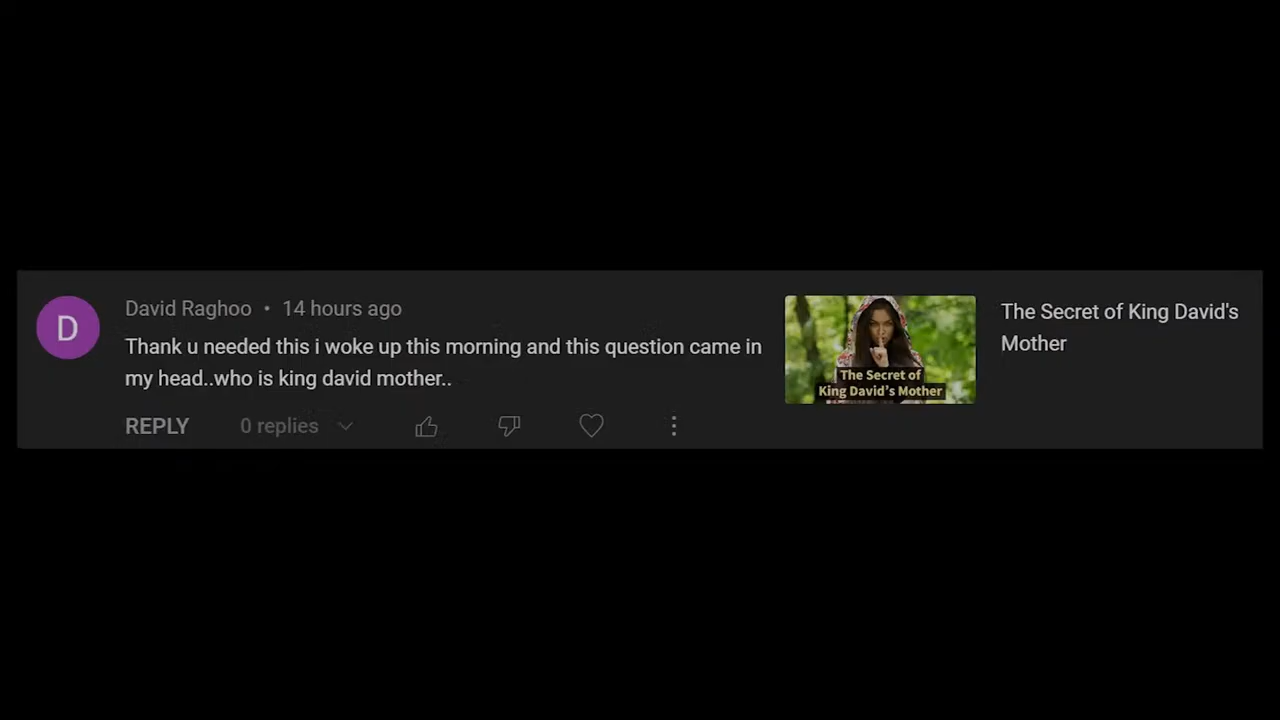 David Raghoo • 14 hours ago
Thank u needed this i woke up this morning and this question came in
my head..who is king david mother..
REPLY 0 replies
D
The Secret of
King David's Mother
The Secret of King David's
Mother